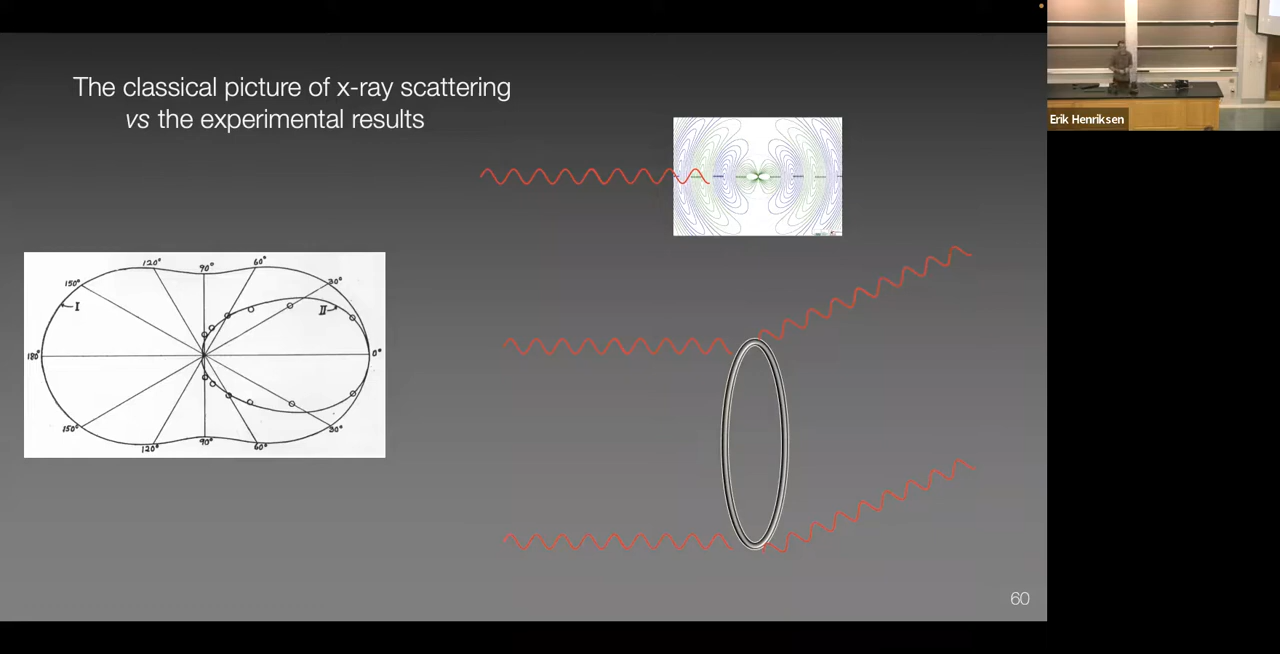 The classical picture of x-ray scattering
vs the experimental results
Erik Henriksen
120°
90°
60°
150°
30°
I
II
180°
0°
150°
30°
120°
90°
60°
60